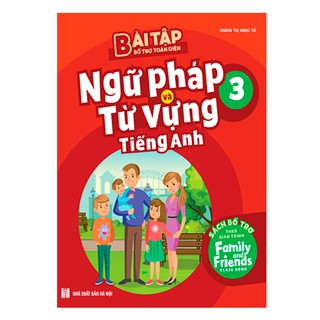 HOÀNG THỊ NGỌC TÚ
BÀI TẬP
BỔ TRỢ TOÀN DIỆN
Ngữ pháp
và
3
Từ Vựng
Tiếng Anh
SÁCH BỔ TRỢ
THEO GIÁO TRÌNH
Family
and
Friends
CLASS BOOK
NHÀ XUẤT BẢN HÀ NỘI